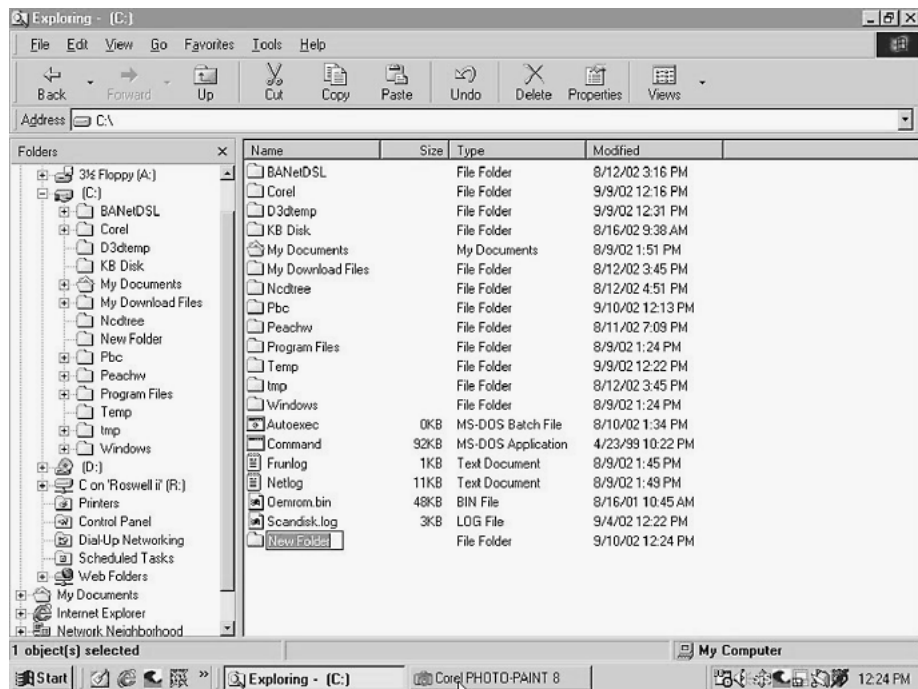 Exploring - (C:)
File Edit View Go Favorites Tools Help
Back Forward Up Cut Copy Paste Undo Delete Properties Views
Address C:\
Folders
3½ Floppy (A:)
(C:)
BANetDSL
Corel
D3dtemp
KB Disk
My Documents
My Download Files
Ncdtree
New Folder
Pbc
Peachw
Program Files
Temp
tmp
Windows
(D:)
C on 'Roswell ii' (R:)
Printers
Control Panel
Dial-Up Networking
Scheduled Tasks
Web Folders
My Documents
Internet Explorer
Network Neighborhood
Name Size Type Modified
BANetDSL File Folder 8/12/02 3:16 PM
Corel File Folder 9/9/02 12:16 PM
D3dtemp File Folder 9/9/02 12:31 PM
KB Disk File Folder 8/16/02 9:38 AM
My Documents My Documents 8/9/02 1:51 PM
My Download Files File Folder 8/12/02 3:45 PM
Ncdtree File Folder 8/12/02 4:51 PM
Pbc File Folder 9/10/02 12:13 PM
Peachw File Folder 8/11/02 7:09 PM
Program Files File Folder 8/9/02 1:24 PM
Temp File Folder 9/9/02 12:22 PM
tmp File Folder 8/12/02 3:45 PM
Windows File Folder 8/9/02 1:24 PM
Autoexec 0KB MS-DOS Batch File 8/10/02 1:34 PM
Command 92KB MS-DOS Application 4/23/99 10:22 PM
Frunlog 1KB Text Document 8/9/02 1:45 PM
Netlog 11KB Text Document 8/9/02 1:49 PM
Oemrom.bin 48KB BIN File 8/16/01 10:45 AM
Scandisk.log 3KB LOG File 9/4/02 12:22 PM
New Folder File Folder 9/10/02 12:24 PM
1 object(s) selected My Computer
Start » Exploring - (C:) Corel PHOTO-PAINT 8 12:24 PM